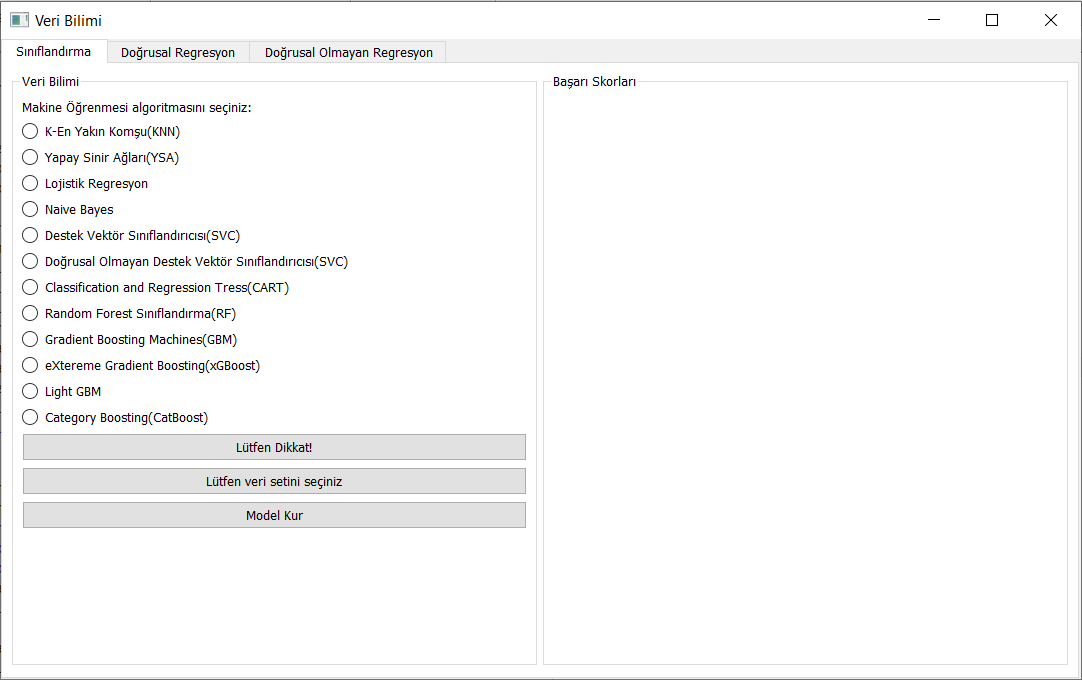 Veri Bilimi
Sınıflandırma
Doğrusal Regresyon
Doğrusal Olmayan Regresyon
Veri Bilimi
Makine Öğrenmesi algoritmasını seçiniz:
K-En Yakın Komşu(KNN)
Yapay Sinir Ağları(YSA)
Lojistik Regresyon
Naive Bayes
Destek Vektör Sınıflandırıcısı(SVC)
Doğrusal Olmayan Destek Vektör Sınıflandırıcısı(SVC)
Classification and Regression Tress(CART)
Random Forest Sınıflandırma(RF)
Gradient Boosting Machines(GBM)
eXtereme Gradient Boosting(xGBoost)
Light GBM
Category Boosting(CatBoost)
Lütfen Dikkat!
Lütfen veri setini seçiniz
Model Kur
Başarı Skorları